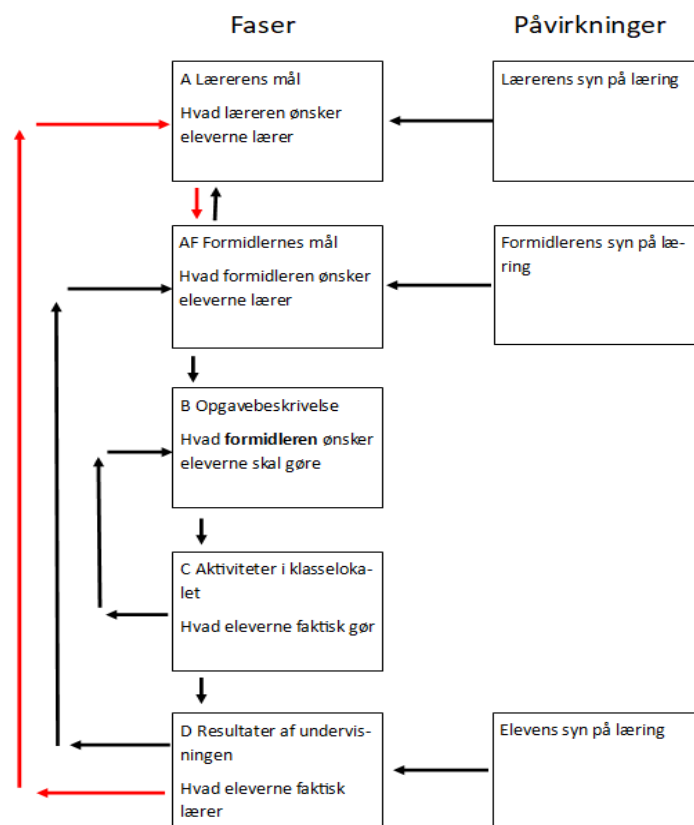 Faser
Påvirkninger
A Lærerens mål
Hvad læreren ønsker
eleverne lærer
Lærerens syn på læring
AF Formidlernes mål
Hvad formidleren ønsker
eleverne lærer
Formidlerens syn på læ-
ring
B Opgavebeskrivelse
Hvad formidleren ønsker
eleverne skal gøre
C Aktiviteter i klasseloka-
let
Hvad eleverne faktisk gør
D Resultater af undervis-
ningen
Hvad eleverne faktisk
lærer
Elevens syn på læring